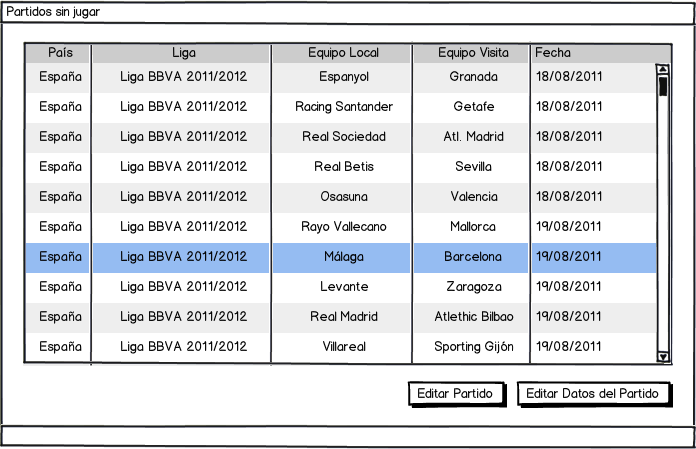 Partidos sin jugar
País Liga Equipo Local Equipo Visita Fecha
España Liga BBVA 2011/2012 Espanyol Granada 18/08/2011
España Liga BBVA 2011/2012 Racing Santander Getafe 18/08/2011
España Liga BBVA 2011/2012 Real Sociedad Atl. Madrid 18/08/2011
España Liga BBVA 2011/2012 Real Betis Sevilla 18/08/2011
España Liga BBVA 2011/2012 Osasuna Valencia 18/08/2011
España Liga BBVA 2011/2012 Rayo Vallecano Mallorca 19/08/2011
España Liga BBVA 2011/2012 Málaga Barcelona 19/08/2011
España Liga BBVA 2011/2012 Levante Zaragoza 19/08/2011
España Liga BBVA 2011/2012 Real Madrid Atlethic Bilbao 19/08/2011
España Liga BBVA 2011/2012 Villareal Sporting Gijón 19/08/2011
Editar Partido Editar Datos del Partido